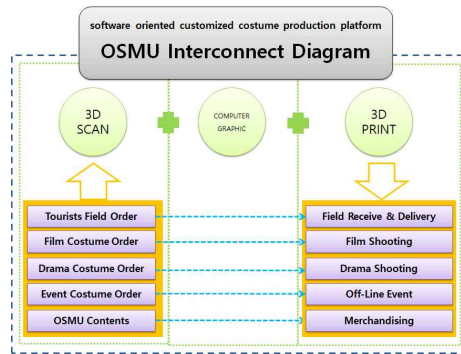 software oriented customized costume production platform
OSMU Interconnect Diagram
3D
SCAN
COMPUTER
GRAPHIC
3D
PRINT
Tourists Field Order
Film Costume Order
Drama Costume Order
Event Costume Order
OSMU Contents
Field Receive & Delivery
Film Shooting
Drama Shooting
Off-Line Event
Merchandising